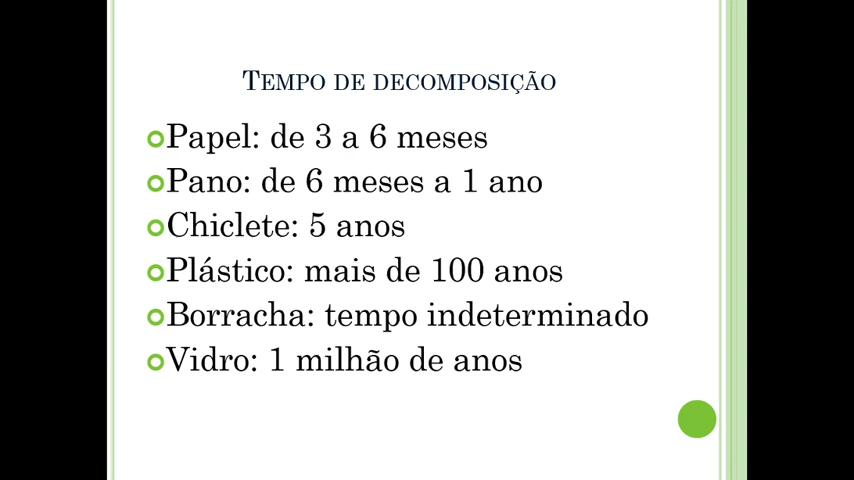 Tempo de decomposição
Papel: de 3 a 6 meses
Pano: de 6 meses a 1 ano
Chiclete: 5 anos
Plástico: mais de 100 anos
Borracha: tempo indeterminado
Vidro: 1 milhão de anos